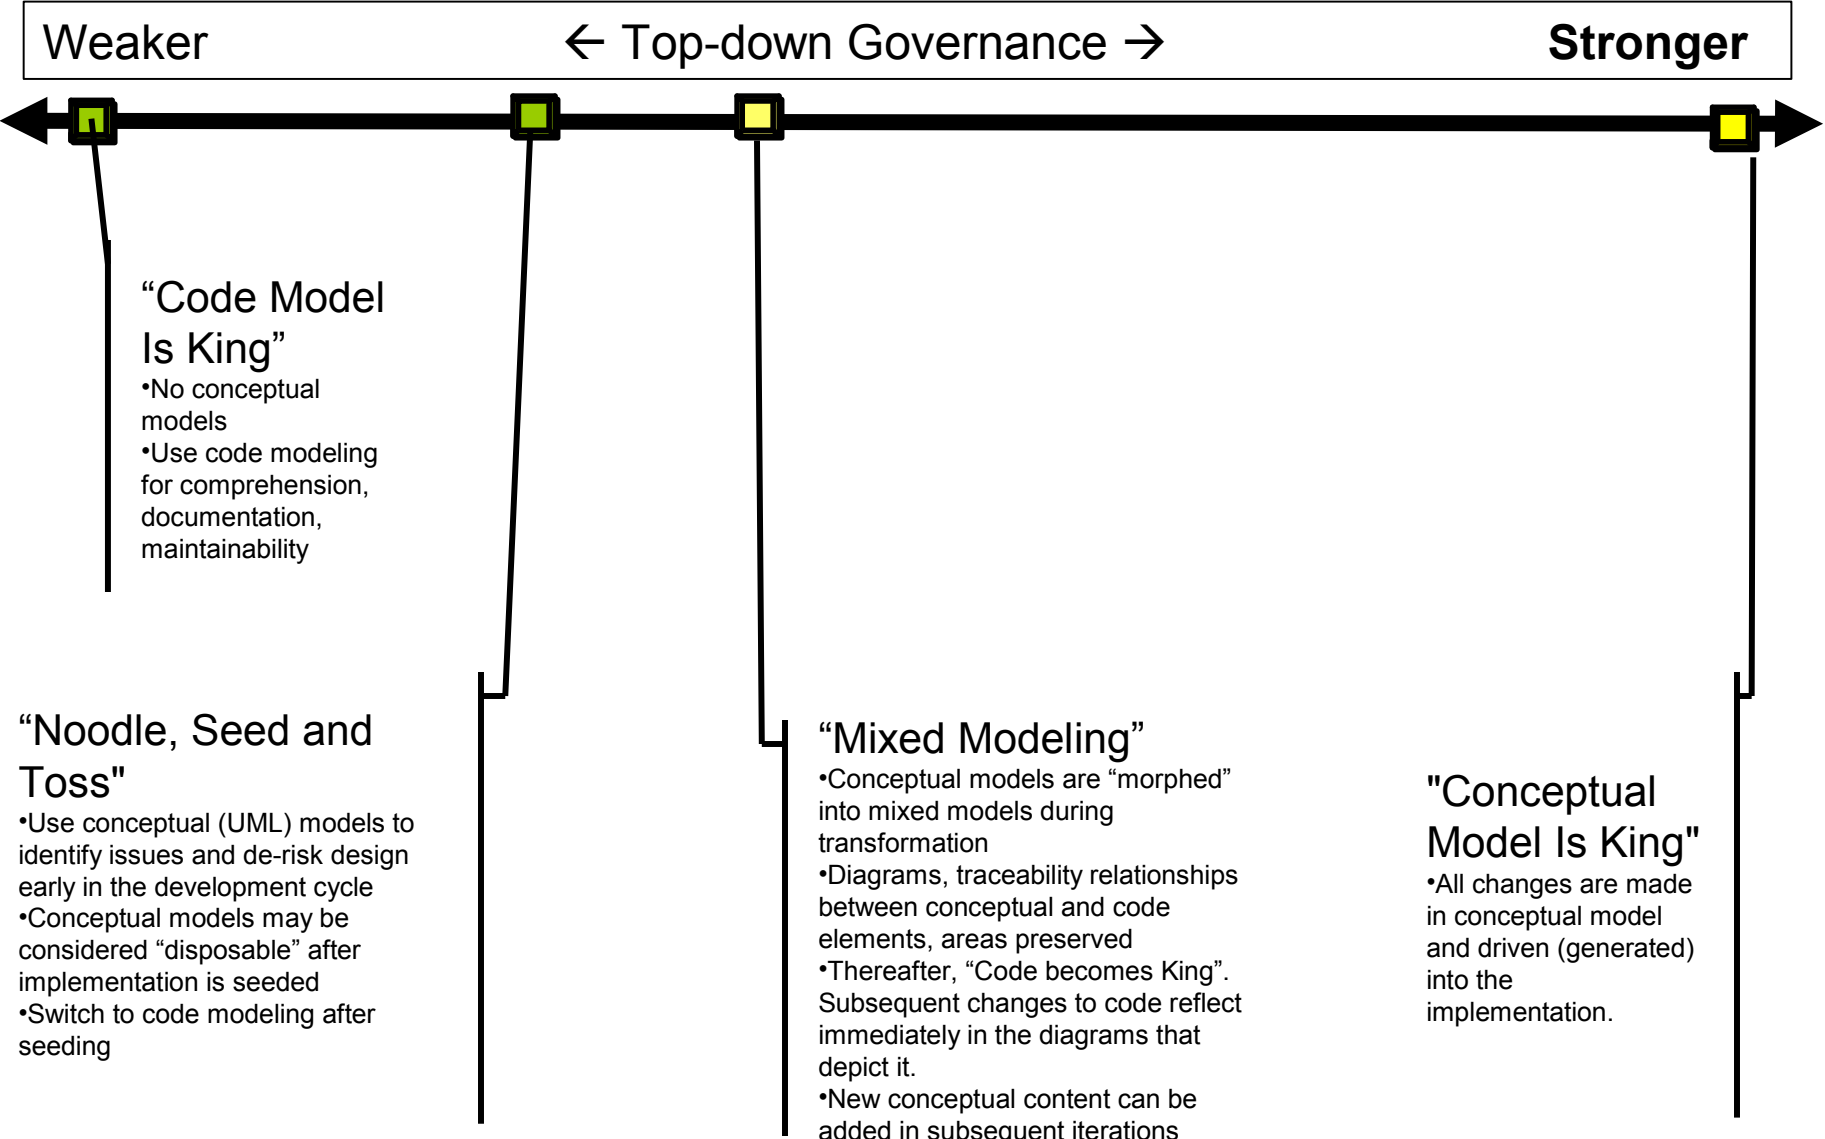 Weaker ← Top-down Governance → Stronger
“Code Model
Is King”
•No conceptual
models
•Use code modeling
for comprehension,
documentation,
maintainability
“Noodle, Seed and
Toss"
•Use conceptual (UML) models to
identify issues and de-risk design
early in the development cycle
•Conceptual models may be
considered “disposable” after
implementation is seeded
•Switch to code modeling after
seeding
“Mixed Modeling”
•Conceptual models are “morphed”
into mixed models during
transformation
•Diagrams, traceability relationships
between conceptual and code
elements, areas preserved
•Thereafter, “Code becomes King”.
Subsequent changes to code reflect
immediately in the diagrams that
depict it.
•New conceptual content can be
added in subsequent iterations
"Conceptual
Model Is King"
•All changes are made
in conceptual model
and driven (generated)
into the
implementation.